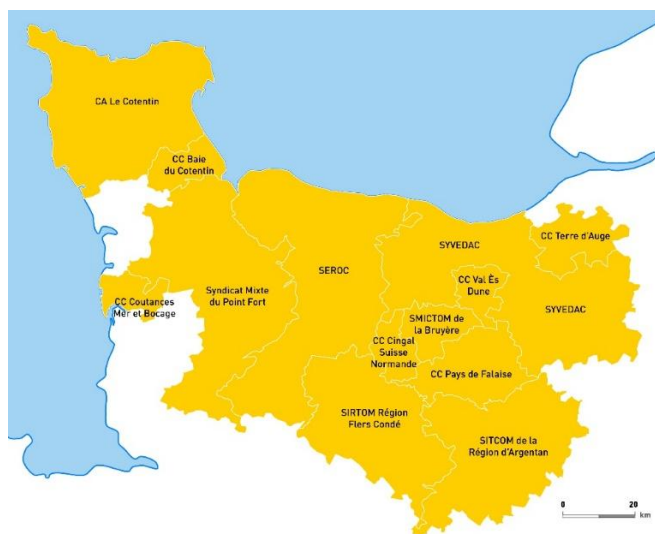 CA Le Cotentin
CC Baie
du Cotentin
CC Terre d'Auge
SYVEDAC
SEROC
CC Val Ès
Dune
Syndicat Mixte
du Point Fort
CC Coutances
Mer et Bocage
SMICTOM de
la Bruyère
SYVEDAC
CC Cingal
Suisse
Normande
CC Pays de Falaise
SIRTOM Région
Flers Condé
SITCOM de la
Région d'Argentan
0 20
km